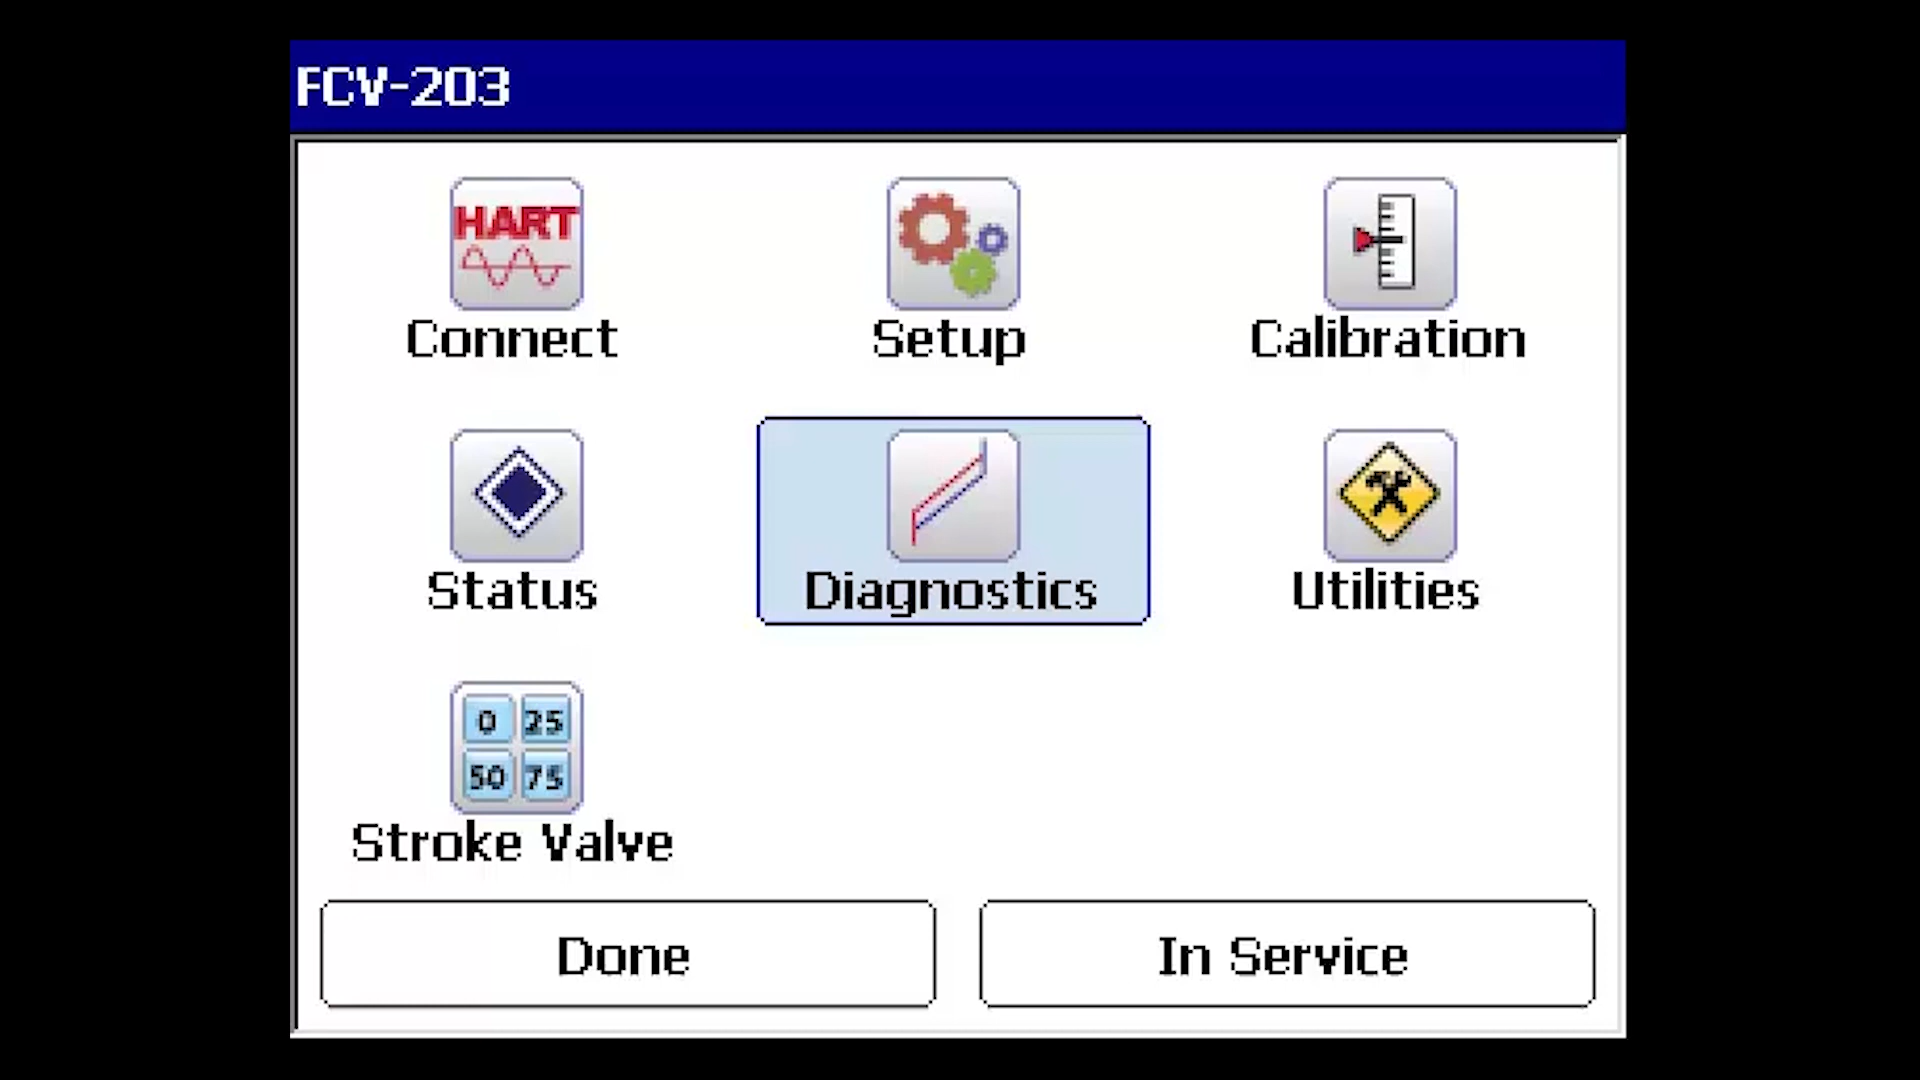 FCV-203
HART
Connect
Setup
Calibration
Status
Diagnostics
Utilities
0 25
50 75
Stroke Valve
Done
In Service